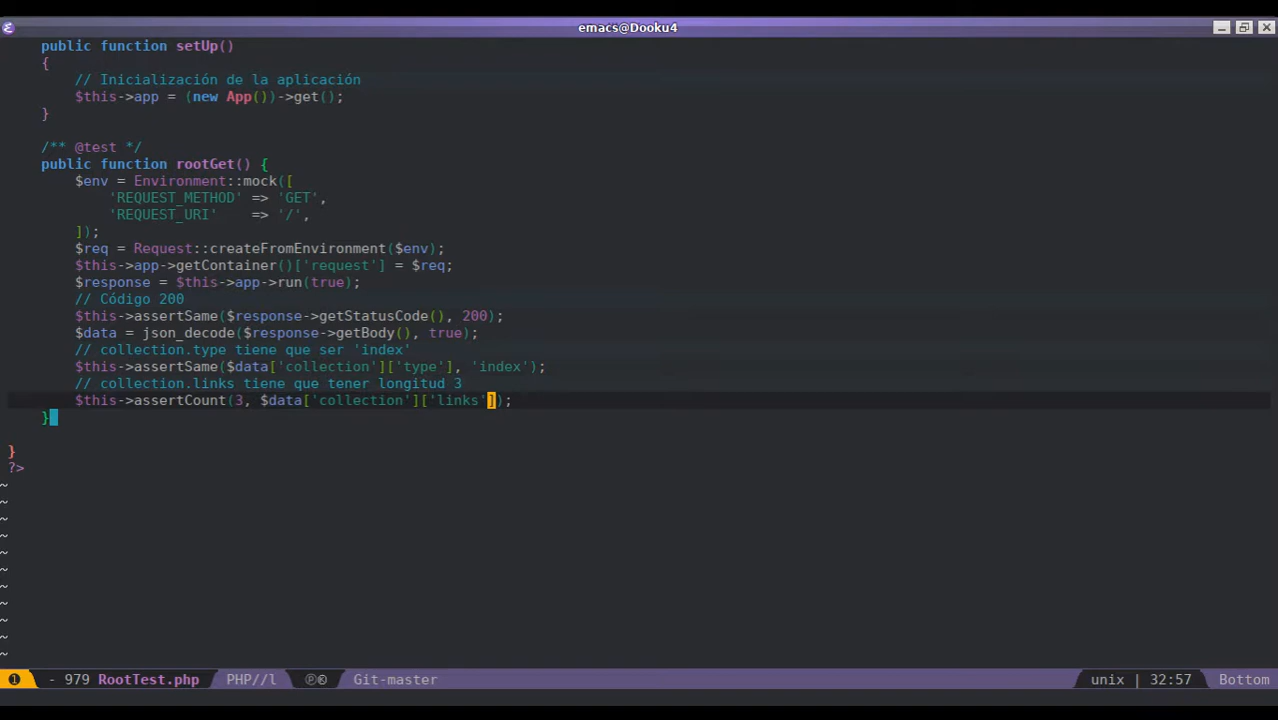 emacs@Dooku4
public function setUp()
{
// Inicialización de la aplicación
$this->app = (new App())->get();
}
/** @test */
public function rootGet() {
$env = Environment::mock([
'REQUEST_METHOD' => 'GET',
'REQUEST_URI'    => '/',
]);
$req = Request::createFromEnvironment($env);
$this->app->getContainer()['request'] = $req;
$response = $this->app->run(true);
// Código 200
$this->assertSame($response->getStatusCode(), 200);
$data = json_decode($response->getBody(), true);
// collection.type tiene que ser 'index'
$this->assertSame($data['collection']['type'], 'index');
// collection.links tiene que tener longitud 3
$this->assertCount(3, $data['collection']['links']);
}
}
?>
~
~
~
~
~
~
~
~
~
~
~
❶ - 979 RootTest.php PHP//l ⓟⓒ Git-master unix | 32:57 Bottom